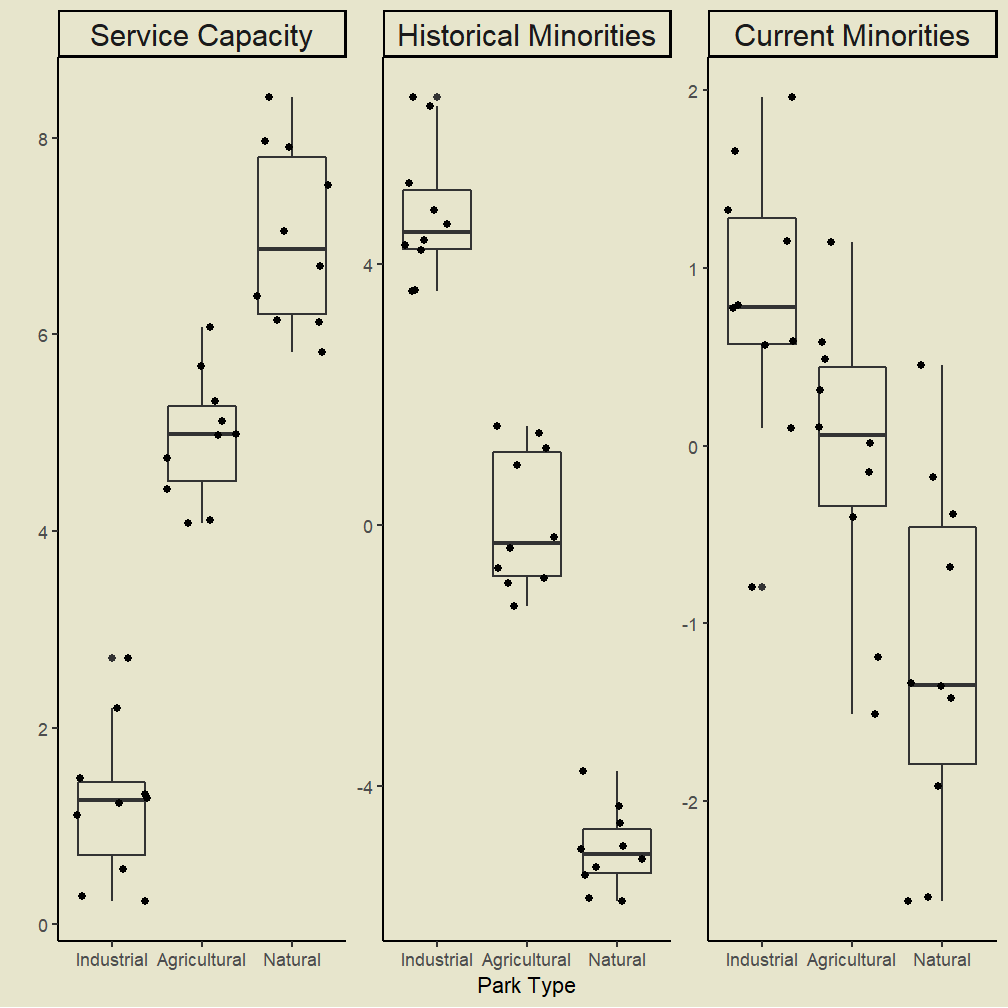 Service Capacity
Historical Minorities
Current Minorities
8
6
4
2
0
4
0
-4
2
1
0
-1
-2
Industrial Agricultural Natural
Industrial Agricultural Natural
Industrial Agricultural Natural
Park Type